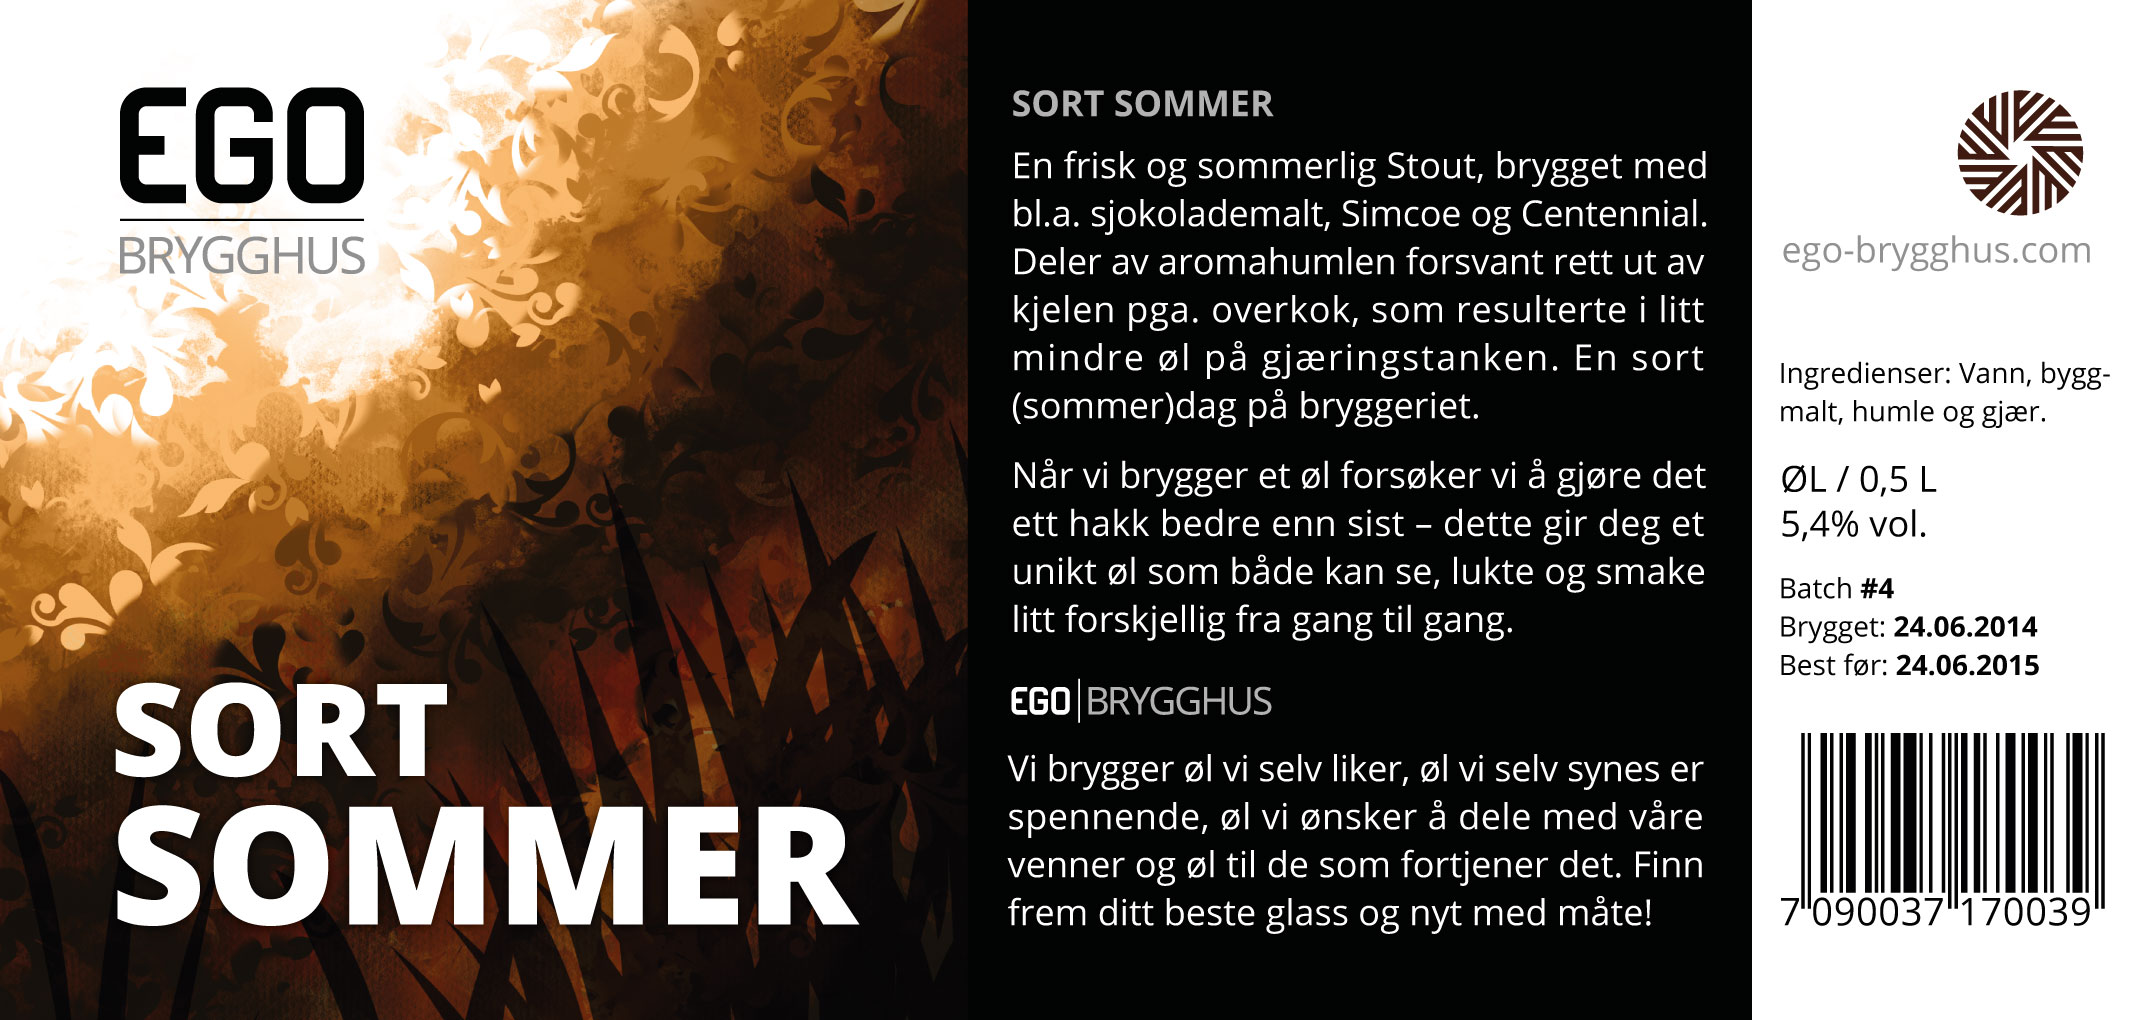 EGO
BRYGGHUS
SORT
SOMMER
SORT SOMMER
En frisk og sommerlig Stout, brygget med
bl.a. sjokolademalt, Simcoe og Centennial.
Deler av aromahumlen forsvant rett ut av
kjelen pga. overkok, som resulterte i litt
mindre øl på gjæringstanken. En sort
(sommer)dag på bryggeriet.
Når vi brygger et øl forsøker vi å gjøre det
ett hakk bedre enn sist – dette gir deg et
unikt øl som både kan se, lukte og smake
litt forskjellig fra gang til gang.
EGO|BRYGGHUS
Vi brygger øl vi selv liker, øl vi selv synes er
spennende, øl vi ønsker å dele med våre
venner og øl til de som fortjener det. Finn
frem ditt beste glass og nyt med måte!
ego-brygghus.com
Ingredienser: Vann, bygg-
malt, humle og gjær.
ØL / 0,5 L
5,4% vol.
Batch #4
Brygget: 24.06.2014
Best før: 24.06.2015
7 090037 170039